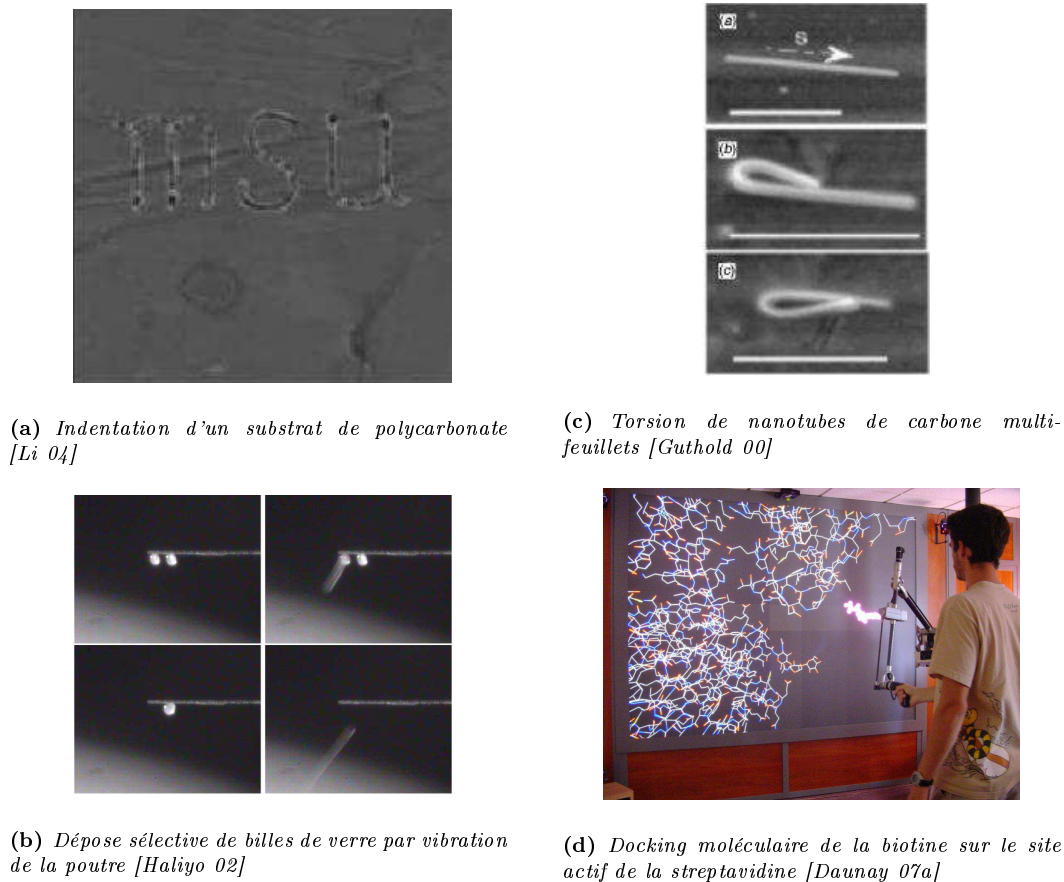 MSU
(a) Indentation d'un substrat de polycarbonate
[Li 04]
(b) Dépose sélective de billes de verre par vibration
de la poutre [Haliyo 02]
(a)
S
(b)
(c)
(c) Torsion de nanotubes de carbone multi-
feuillets [Guthold 00]
(d) Docking moléculaire de la biotine sur le site
actif de la streptavidine [Daunay 07a]